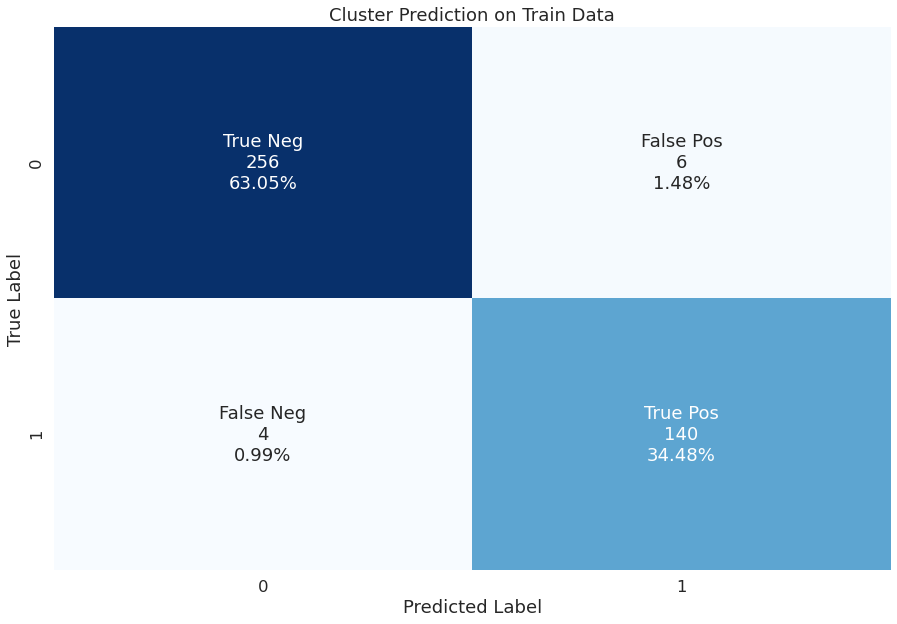 Cluster Prediction on Train Data
True Label
0
True Neg
256
63.05%
False Pos
6
1.48%
1
False Neg
4
0.99%
True Pos
140
34.48%
0
1
Predicted Label